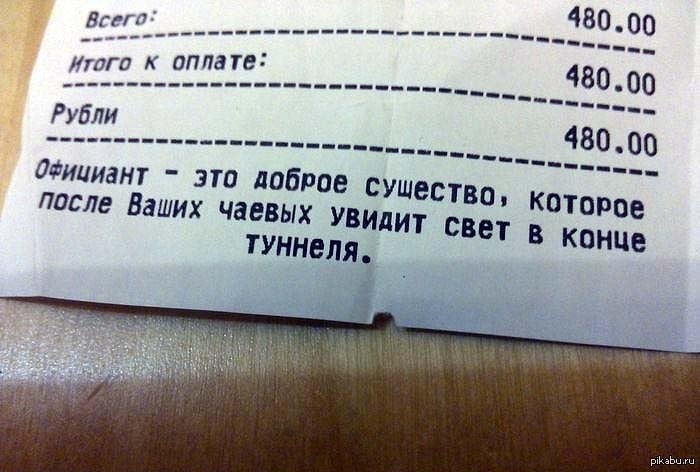 Всего: 480.00
Итого к оплате: 480.00
Рубли 480.00
Официант - это доброе существо, которое
после Ваших чаевых увидит свет в конце
туннеля.
pikabu.ru